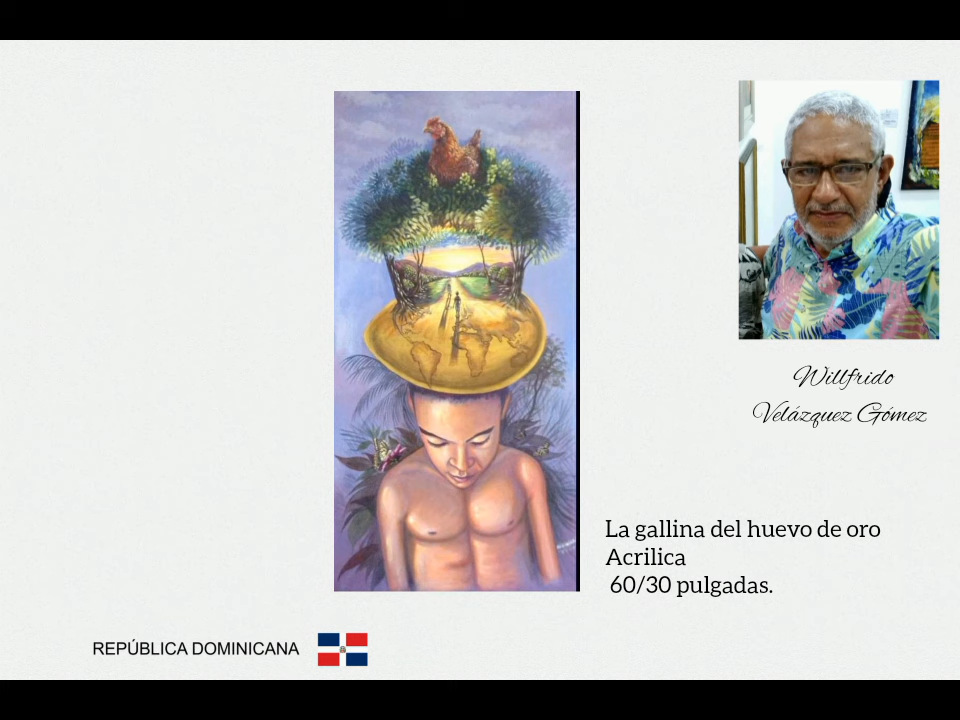 Willfrido
Velázquez Gómez
La gallina del huevo de oro
Acrilica
60/30 pulgadas.
REPÚBLICA DOMINICANA